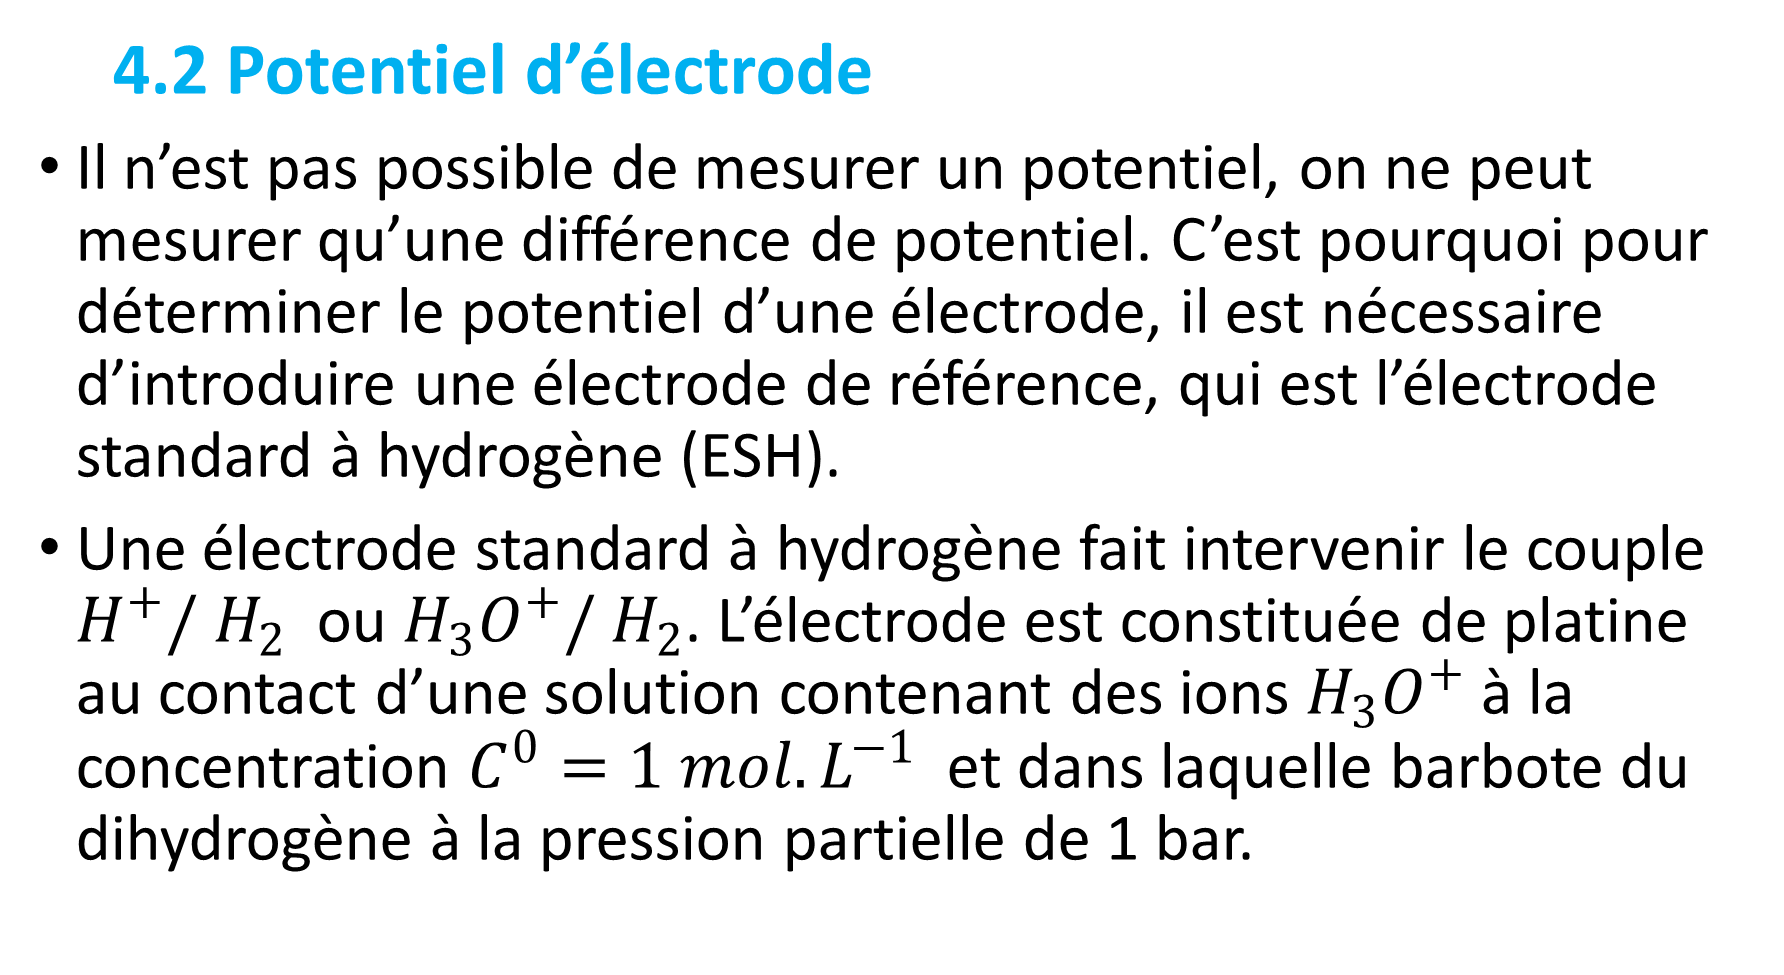 4.2 Potentiel d’électrode
• Il n’est pas possible de mesurer un potentiel, on ne peut
mesurer qu’une différence de potentiel. C’est pourquoi pour
déterminer le potentiel d’une électrode, il est nécessaire
d’introduire une électrode de référence, qui est l’électrode
standard à hydrogène (ESH).
• Une électrode standard à hydrogène fait intervenir le couple
H⁺/ H₂ ou H₃O⁺/ H₂. L’électrode est constituée de platine
au contact d’une solution contenant des ions H₃O⁺ à la
concentration C⁰ = 1 mol. L⁻¹ et dans laquelle barbote du
dihydrogène à la pression partielle de 1 bar.